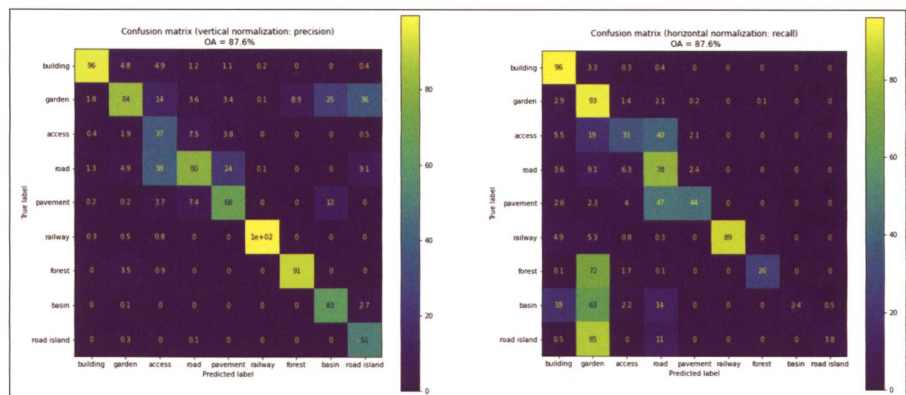 Confusion matrix (vertical normalization: precision)
OA = 87.6%
building 96 4.8 4.9 1.2 1.1 0.2 0 0 0.4
garden 1.8 84 14 3.6 3.4 0.1 8.9 25 36
access 0.4 1.9 37 7.5 3.8 0 0 0 0.5
road 1.3 4.9 38 80 24 0.1 0 0 9.1
pavement 0.2 0.2 3.7 7.4 68 0 0 12 0
railway 0.3 0.5 0.8 0 0 1e+02 0 0 0
forest 0 3.5 0.9 0 0 0 91 0 0
basin 0 0.1 0 0 0 0 0 63 2.7
road island 0 0.3 0 0.1 0 0 0 0 51
building garden access road pavement railway forest basin road island
Predicted label
True label
80
60
40
20
0
Confusion matrix (horizontal normalization: recall)
OA = 87.6%
building 96 3.3 0.3 0.4 0 0 0 0 0
garden 2.9 93 1.4 2.1 0.2 0 0.1 0 0
access 5.5 19 33 40 2.1 0 0 0 0
road 3.6 9.1 6.3 78 2.4 0 0 0 0
pavement 2.6 2.3 4 47 44 0 0 0 0
railway 4.9 5.3 0.8 0.3 0 89 0 0 0
forest 0.1 72 1.7 0.1 0 0 26 0 0
basin 18 63 2.2 14 0 0 0 2.4 0.5
road island 0.5 85 0 11 0 0 0 0 3.8
building garden access road pavement railway forest basin road island
Predicted label
True label
80
60
40
20
0